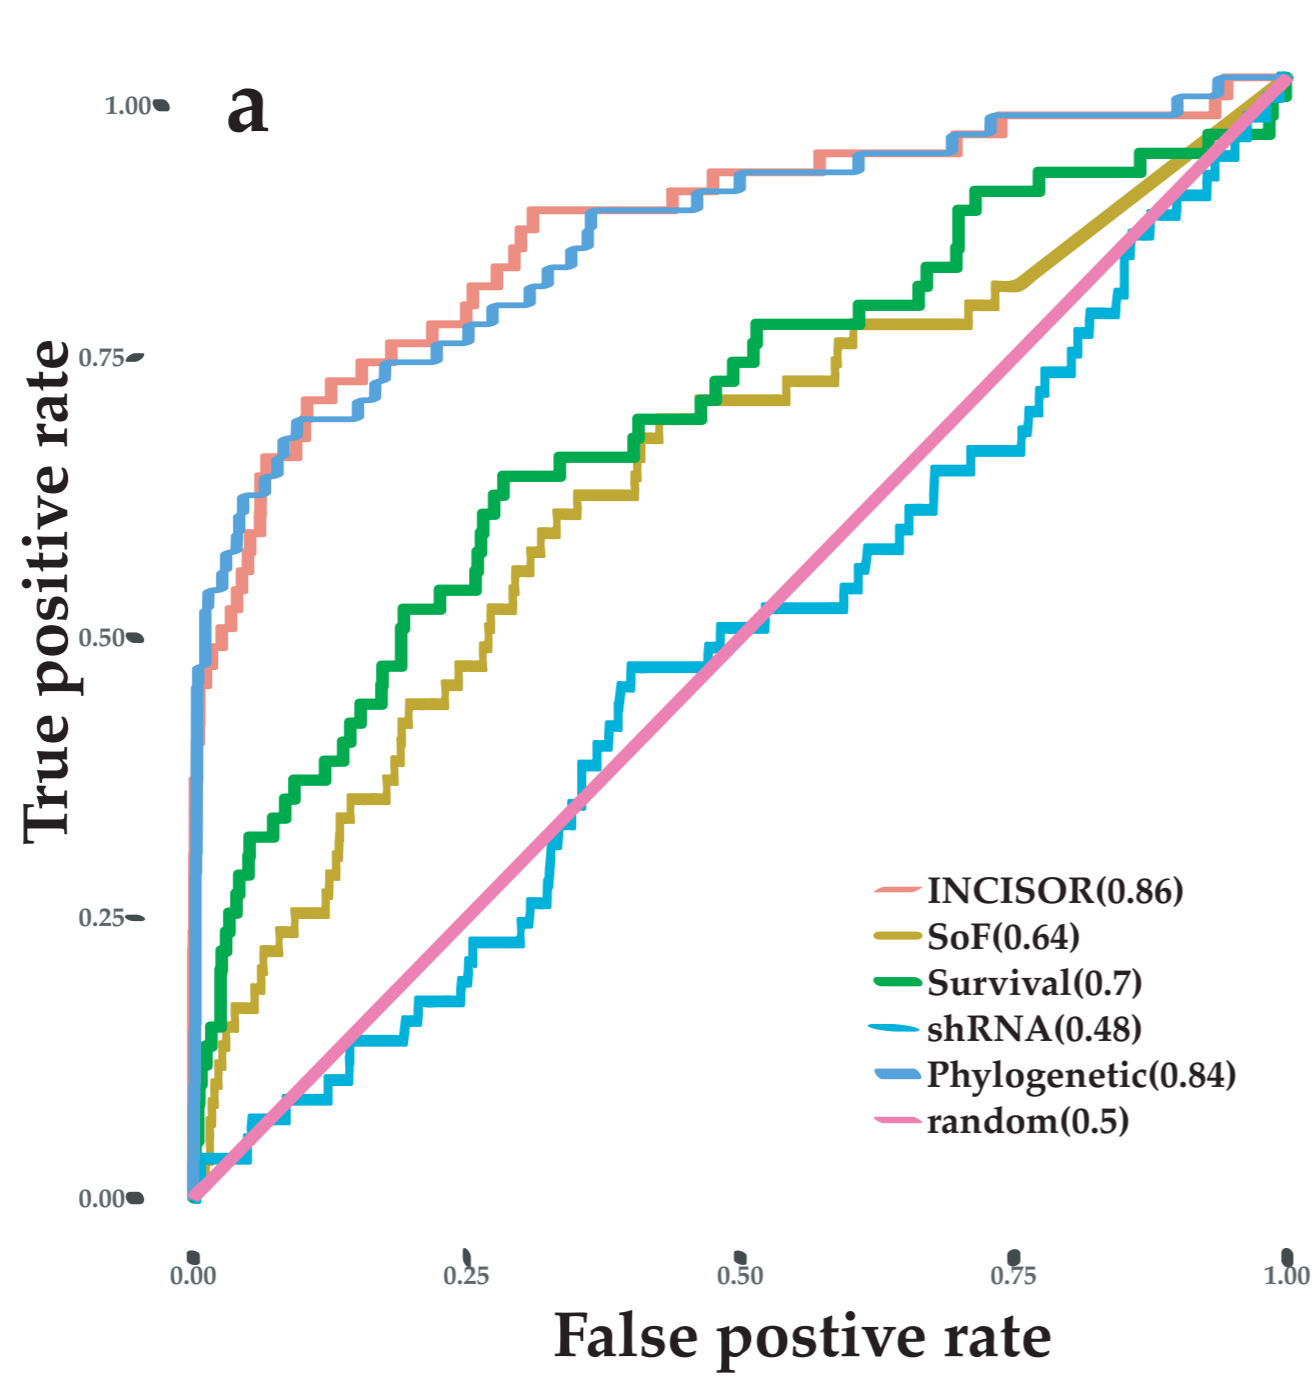 a
1.00
0.75
0.50
0.25
0.00
True positive rate
INCISOR(0.86)
SoF(0.64)
Survival(0.7)
shRNA(0.48)
Phylogenetic(0.84)
random(0.5)
0.00 0.25 0.50 0.75 1.00
False postive rate